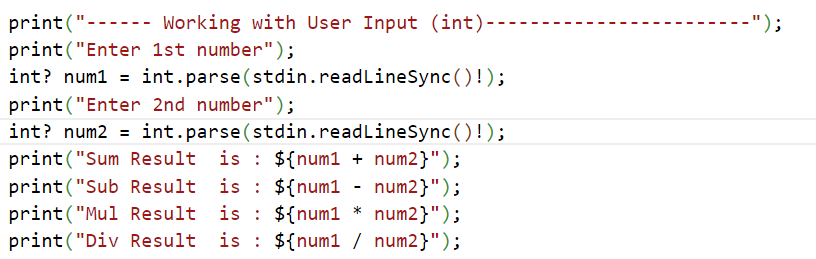 print("------ Working with User Input (int)-------------------------");
print("Enter 1st number");
int? num1 = int.parse(stdin.readLineSync()!);
print("Enter 2nd number");
int? num2 = int.parse(stdin.readLineSync()!);
print("Sum Result  is : ${num1 + num2}");
print("Sub Result  is : ${num1 - num2}");
print("Mul Result  is : ${num1 * num2}");
print("Div Result  is : ${num1 / num2}");